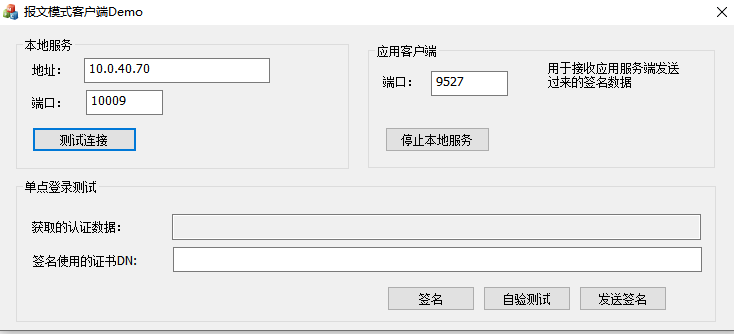 报文模式客户端Demo
本地服务
地址：
10.0.40.70
端口：
10009
测试连接
应用客户端
端口：
9527
用于接收应用服务端发送
过来的签名数据
停止本地服务
单点登录测试
获取的认证数据：
签名使用的证书DN:
签名
自验测试
发送签名